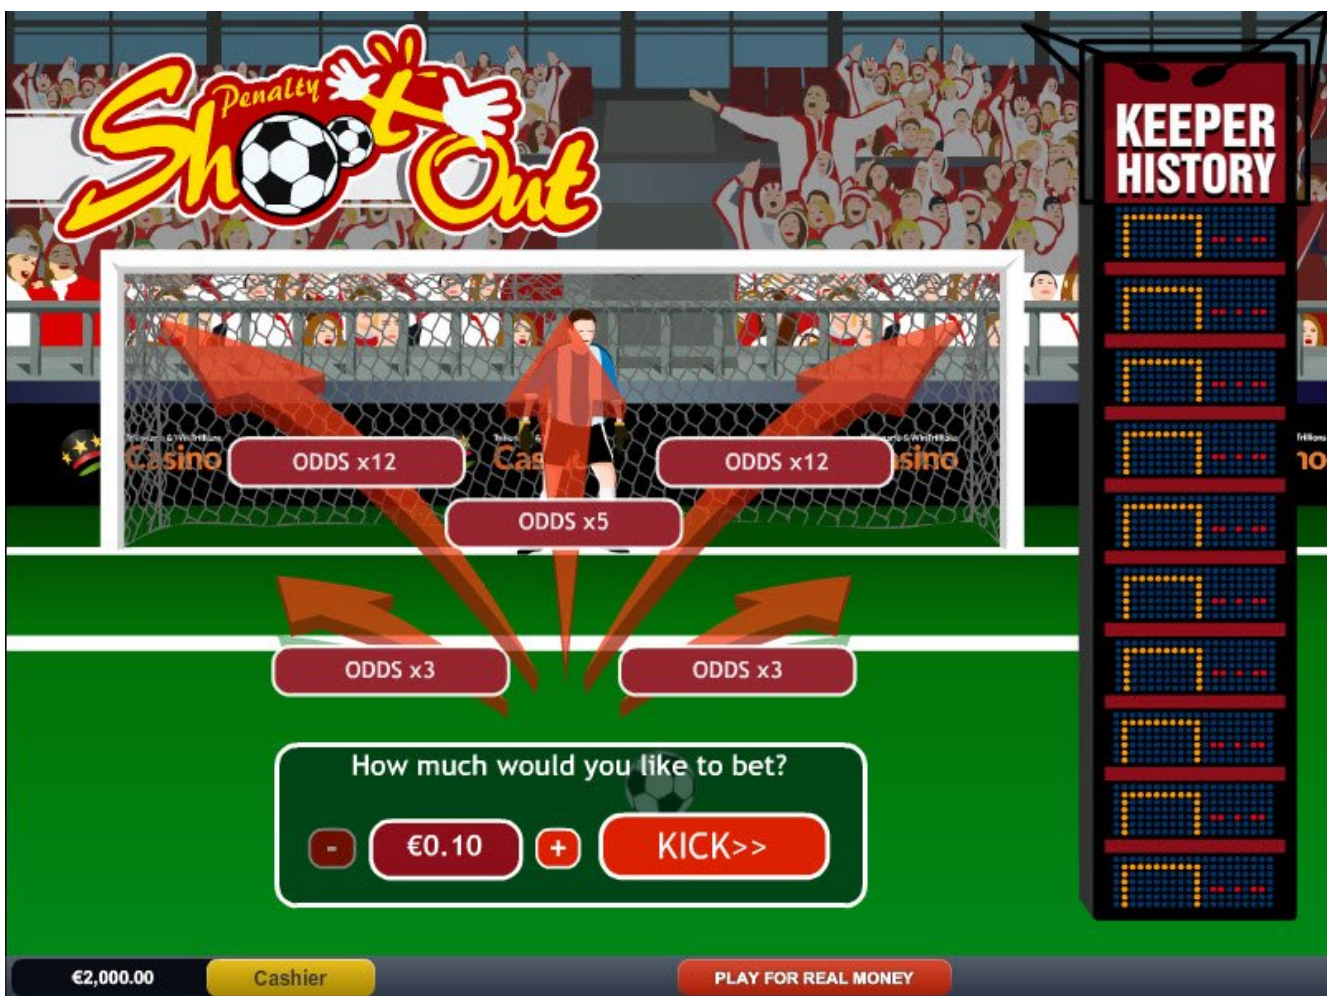 Penalty
Shoot Out
KEEPER
HISTORY
Casino
ODDS x12
ODDS x12
ODDS x5
ODDS x3
ODDS x3
How much would you like to bet?
-
€0.10
+
KICK>>
€2,000.00
Cashier
PLAY FOR REAL MONEY